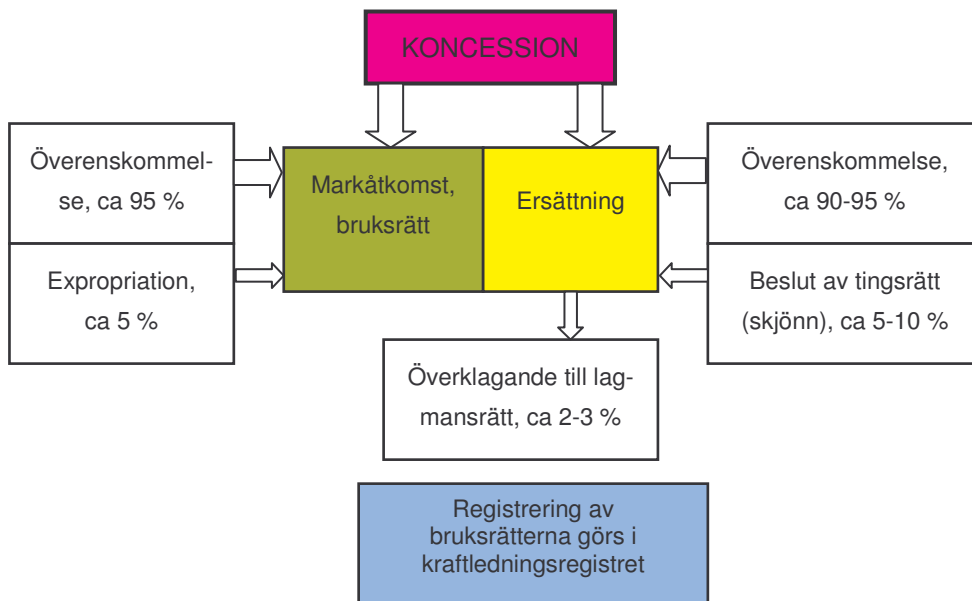 KONCESSION
Överenskommel-
se, ca 95 %
Expropriation,
ca 5 %
Markåtkomst,
bruksrätt
Ersättning
Överenskommelse,
ca 90-95 %
Beslut av tingsrätt
(skjönn), ca 5-10 %
Överklagande till lag-
mansrätt, ca 2-3 %
Registrering av
bruksrätterna görs i
kraftledningsregistret